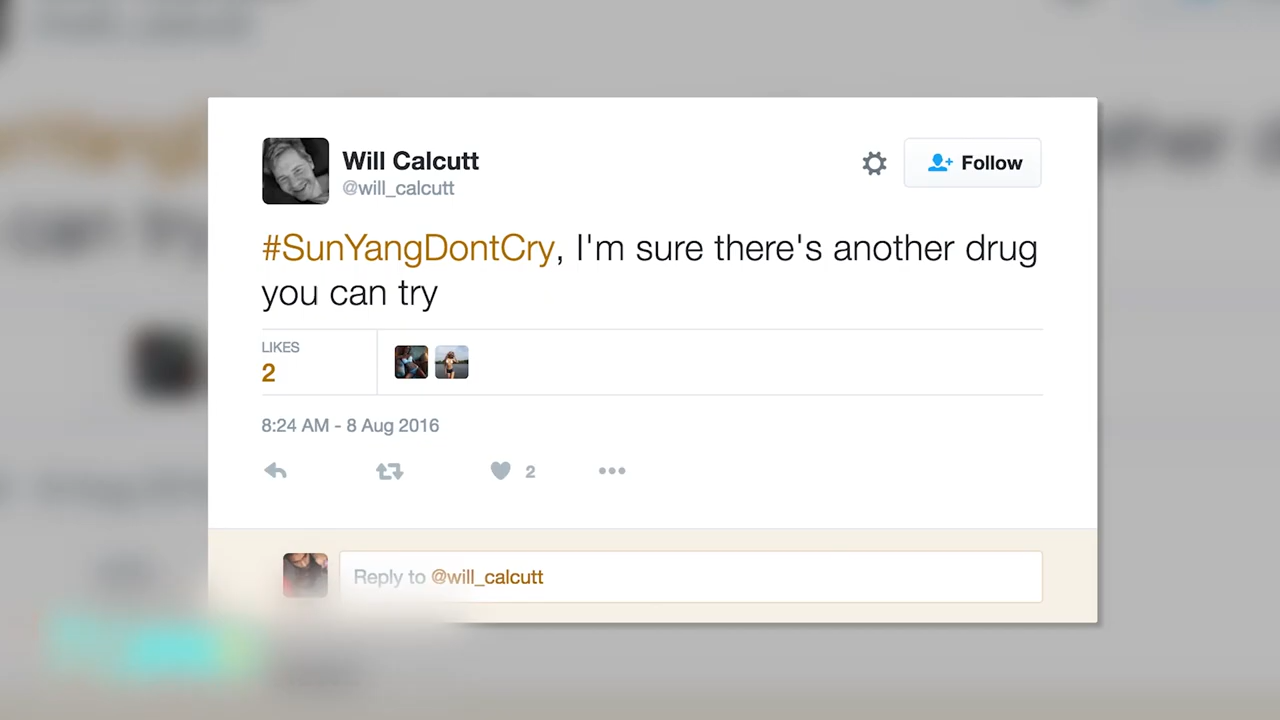 Will Calcutt
@will_calcutt
Follow
#SunYangDontCry, I'm sure there's another drug
you can try
LIKES
2
8:24 AM - 8 Aug 2016
2
Reply to @will_calcutt